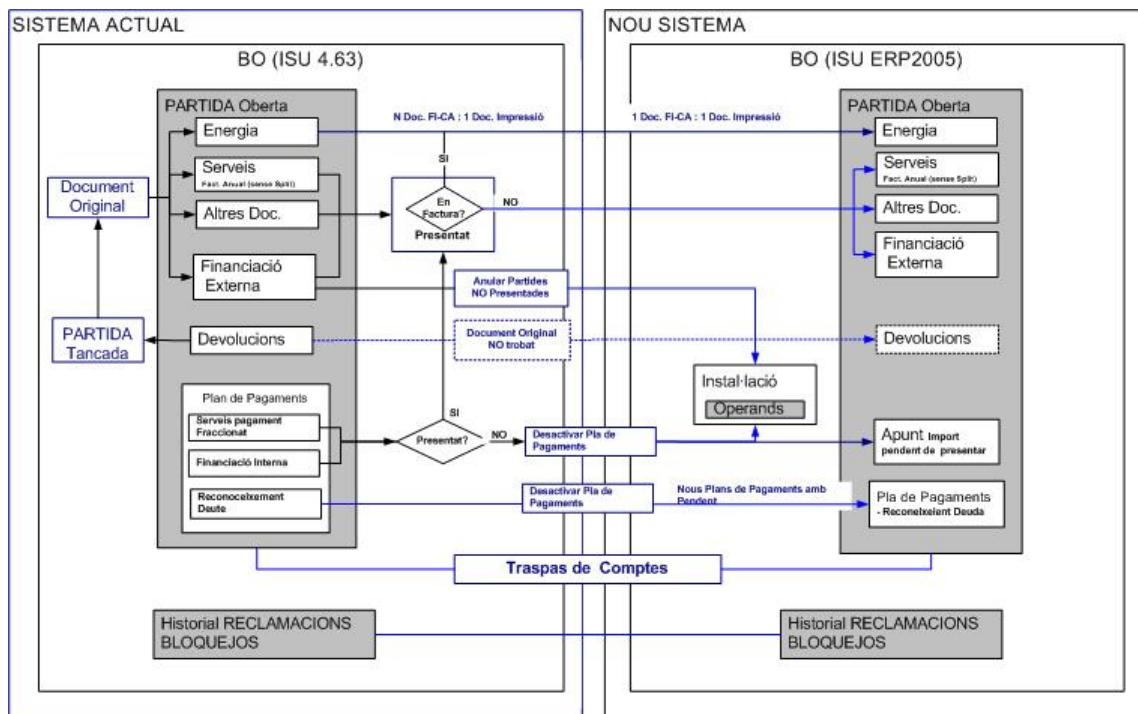 SISTEMA ACTUAL
BO (ISU 4.63)
PARTIDA Oberta
Energia
Serveis
Fact. Anual (sense Split)
Altres Doc.
Financiació
Externa
Devolucions
Document
Original
PARTIDA
Tancada
Plan de Pagaments
Serveis pagament
Fraccionat
Financiació Interna
Reconoceixement
Deute
N Doc. FI-CA : 1 Doc. Impressió
SI
En
Factura?
Presentat
NO
Anular Partides
NO Presentades
Document Original
NO trobat
SI
Presentat?
NO
Desactivar Pla de
Pagaments
Desactivar Pla de
Pagaments
Traspas de Comptes
Historial RECLAMACIONS
BLOQUEJOS
NOU SISTEMA
BO (ISU ERP2005)
1 Doc. FI-CA : 1 Doc. Impressió
PARTIDA Oberta
Energia
Serveis
Fact. Anual (sense Split)
Altres Doc.
Financiació
Externa
Devolucions
Instal·lació
Operands
Apunt Import
pendent de presentar
Nous Plans de Pagaments amb
Pendent
Pla de Pagaments
- Reconeixeient Deuda
Historial RECLAMACIONS
BLOQUEJOS